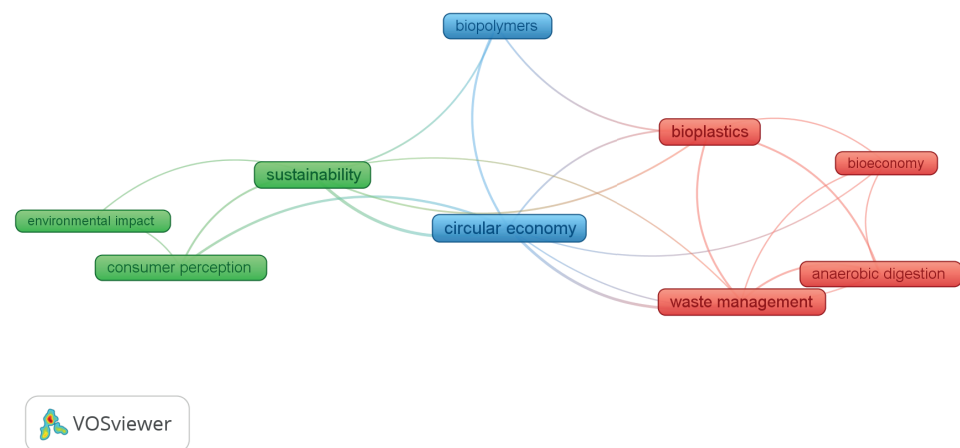 biopolymers
bioplastics
bioeconomy
sustainability
environmental impact
circular economy
consumer perception
anaerobic digestion
waste management
VOSviewer